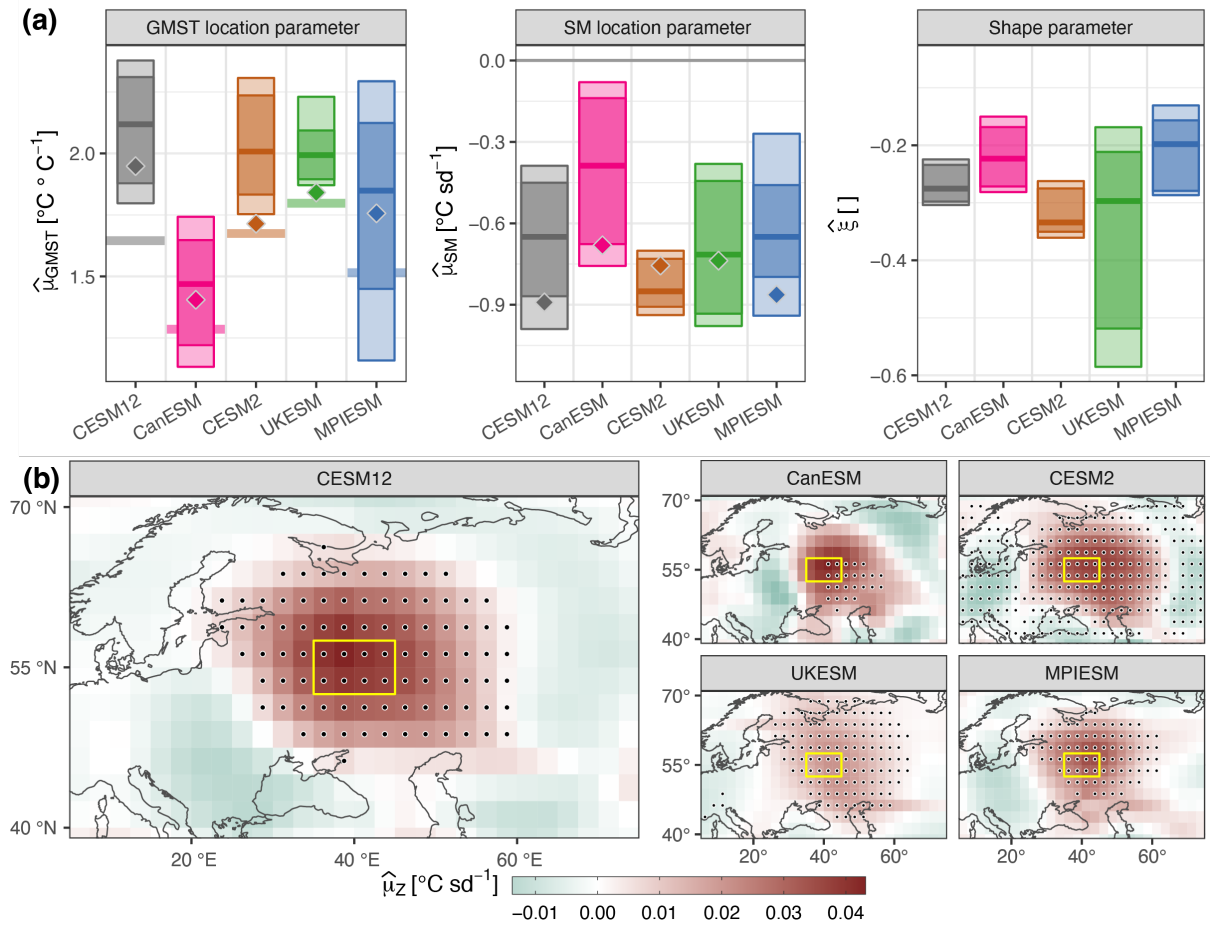 (a)
GMST location parameter
SM location parameter
Shape parameter
μ̂GMST [°C ° C⁻¹]
2.0
1.5
CESM12
CanESM
CESM2
UKESM
MPIESM
μ̂SM [°C sd⁻¹]
0.0
−0.3
−0.6
−0.9
CESM12
CanESM
CESM2
UKESM
MPIESM
ξ̂ [ ]
−0.2
−0.4
−0.6
CESM12
CanESM
CESM2
UKESM
MPIESM
(b)
CESM12
70 °N
55 °N
40 °N
20 °E
40 °E
60 °E
CanESM
CESM2
70°
55°
40°
UKESM
MPIESM
70°
55°
40°
20°
40°
60°
20°
40°
60°
μ̂Z [°C sd⁻¹]
−0.01
0.00
0.01
0.02
0.03
0.04